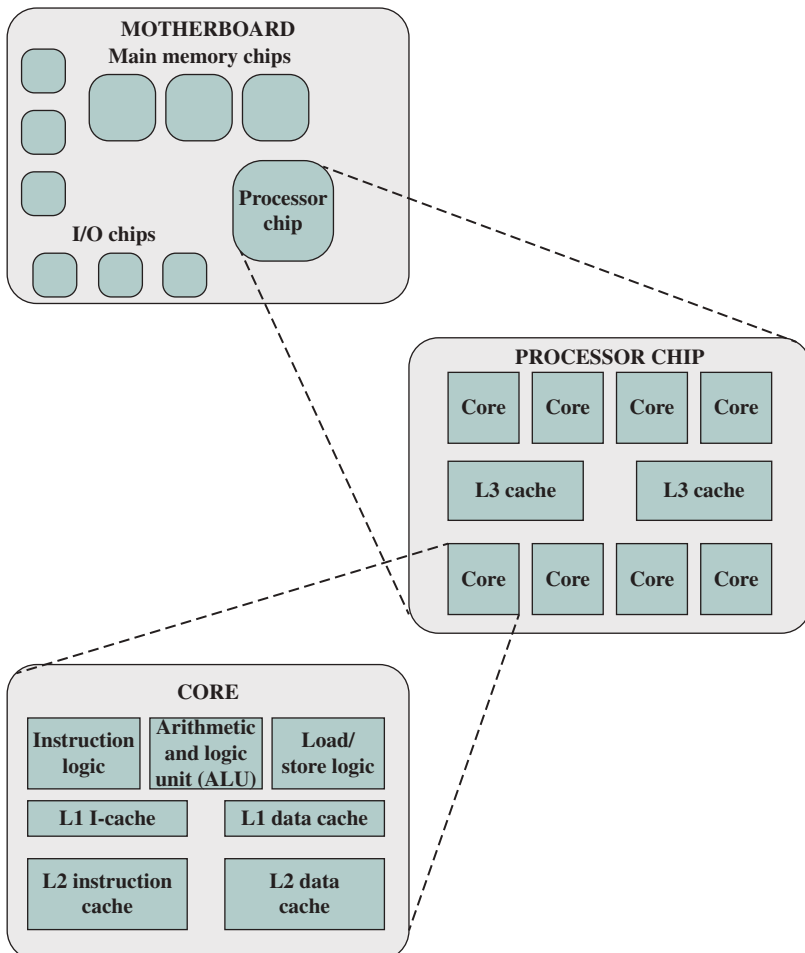 MOTHERBOARD
Main memory chips
Processor
chip
I/O chips
PROCESSOR CHIP
Core
Core
Core
Core
L3 cache
L3 cache
Core
Core
Core
Core
CORE
Instruction
logic
Arithmetic
and logic
unit (ALU)
Load/
store logic
L1 I-cache
L1 data cache
L2 instruction
cache
L2 data
cache